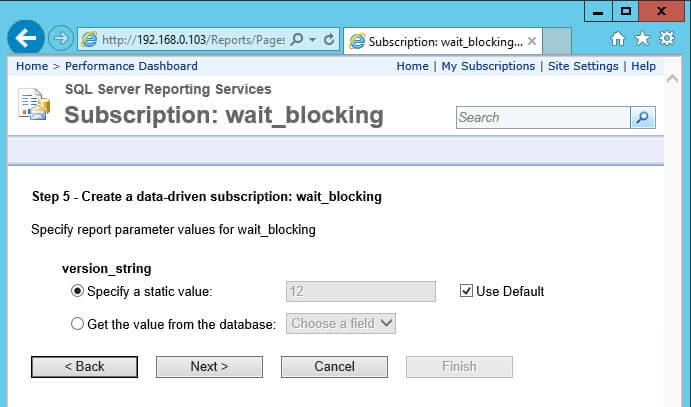 http://192.168.0.103/Reports/Pages
Subscription: wait_blocking...
Home > Performance Dashboard
Home | My Subscriptions | Site Settings | Help
SQL Server Reporting Services
Subscription: wait_blocking
Search
Step 5 - Create a data-driven subscription: wait_blocking
Specify report parameter values for wait_blocking
version_string
Specify a static value: 12 Use Default
Get the value from the database: Choose a field
< Back Next > Cancel Finish